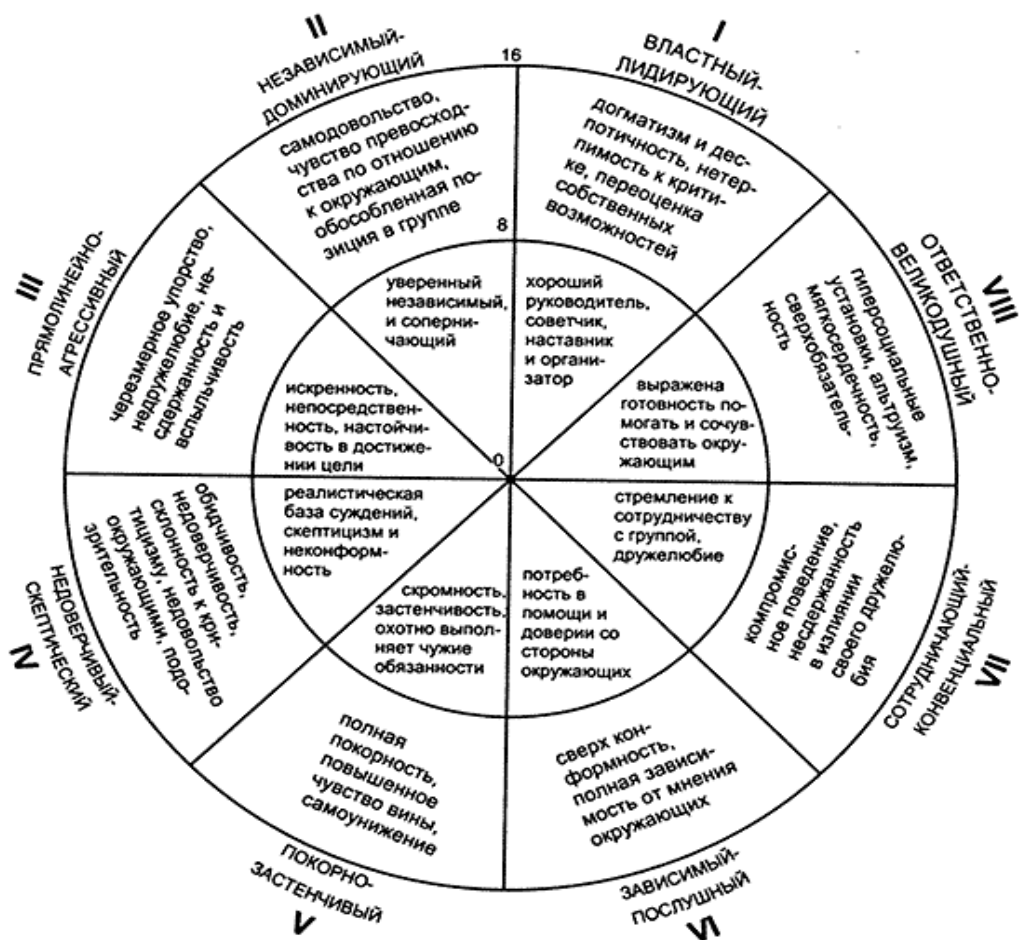 I
ВЛАСТНЫЙ-
ЛИДИРУЮЩИЙ
догматизм и дес-
потичность, нетер-
пимость к крити-
ке, переоценка
собственных
возможностей
хороший
руководитель,
советчик,
наставник
и органи-
затор
II
НЕЗАВИСИМЫЙ-
ДОМИНИРУЮЩИЙ
самодовольство,
чувство превосход-
ства по отношению
к окружающим,
обособленная по-
зиция в группе
уверенный
независимый,
и соперни-
чающий
III
ПРЯМОЛИНЕЙНО-
АГРЕССИВНЫЙ
черезмерное упорство,
недружелюбие, не-
сдержанность и
вспыльчивость
искренность,
непосредствен-
ность, настойчи-
вость в достиже-
нии цели
IV
НЕДОВЕРЧИВЫЙ-
СКЕПТИЧЕСКИЙ
обидчивость,
недоверчивость,
склонность к кри-
тицизму, недовольство
окружающими, подо-
зрительность
реалистическая
база суждений,
скептицизм и
неконформ-
ность
V
ПОКОРНО-
ЗАСТЕНЧИВЫЙ
полная
покорность,
повышенное
чувство вины,
самоунижение
скромность,
застенчивость,
охотно выпол-
няет чужие
обязанности
VI
ЗАВИСИМЫЙ-
ПОСЛУШНЫЙ
сверх кон-
формность,
полная зависи-
мость от мнения
окружающих
потреб-
ность в
помощи и
доверии со
стороны
окружающих
VII
СОТРУДНИЧАЮЩИЙ-
КОНВЕНЦИАЛЬНЫЙ
компромис-
ное поведение,
несдержанность
в излиянии
своего дружелю-
бия
стремление к
сотрудничеству
с группой,
дружелюбие
VIII
ОТВЕТСТВЕННО-
ВЕЛИКОДУШНЫЙ
гиперсоциальные
установки, альтруизм,
мягкосердечность,
сверхобязатель-
ность
выражена
готовность по-
могать и сочув-
ствовать окру-
жающим
16
8
0